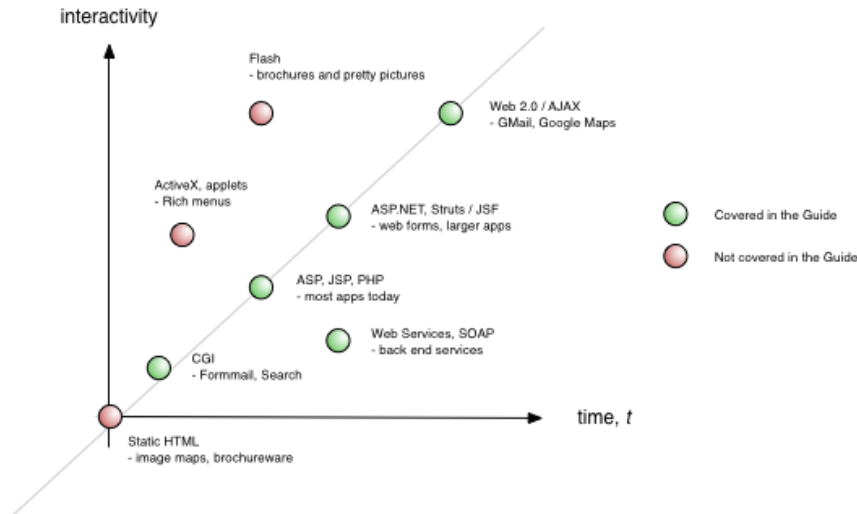 interactivity
Flash
- brochures and pretty pictures
Web 2.0 / AJAX
- GMail, Google Maps
ActiveX, applets
- Rich menus
ASP.NET, Struts / JSF
- web forms, larger apps
Covered in the Guide
Not covered in the Guide
ASP, JSP, PHP
- most apps today
Web Services, SOAP
- back end services
CGI
- Formmail, Search
time, t
Static HTML
- image maps, brochureware